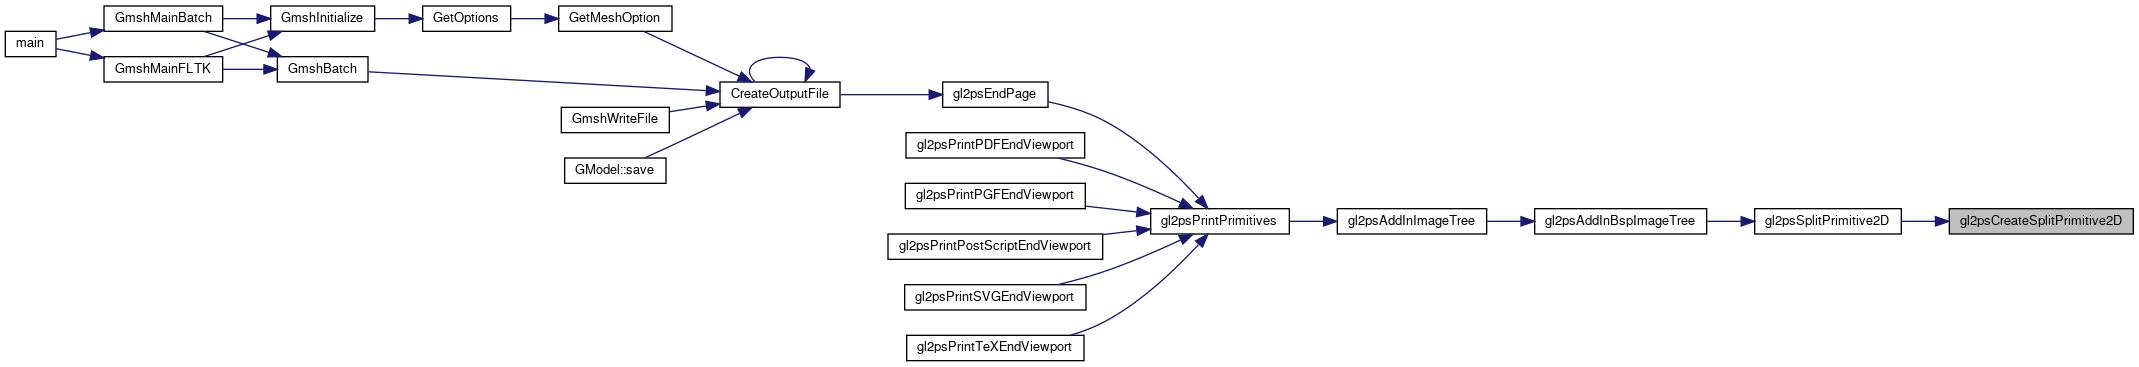 main
GmshMainBatch
GmshMainFLTK
GmshInitialize
GmshBatch
GetOptions
GetMeshOption
GmshWriteFile
GModel::save
CreateOutputFile
gl2psEndPage
gl2psPrintPDFEndViewport
gl2psPrintPGFEndViewport
gl2psPrintPostScriptEndViewport
gl2psPrintSVGEndViewport
gl2psPrintTeXEndViewport
gl2psPrintPrimitives
gl2psAddInImageTree
gl2psAddInBspImageTree
gl2psSplitPrimitive2D
gl2psCreateSplitPrimitive2D